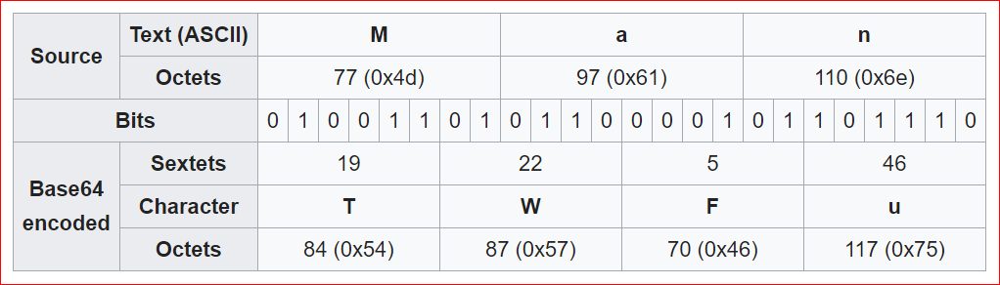 Source Text (ASCII) M a n
Octets 77 (0x4d) 97 (0x61) 110 (0x6e)
Bits 0 1 0 0 1 1 0 1 0 1 1 0 0 0 0 1 0 1 1 0 1 1 1 0
Base64 encoded Sextets 19 22 5 46
Character T W F u
Octets 84 (0x54) 87 (0x57) 70 (0x46) 117 (0x75)